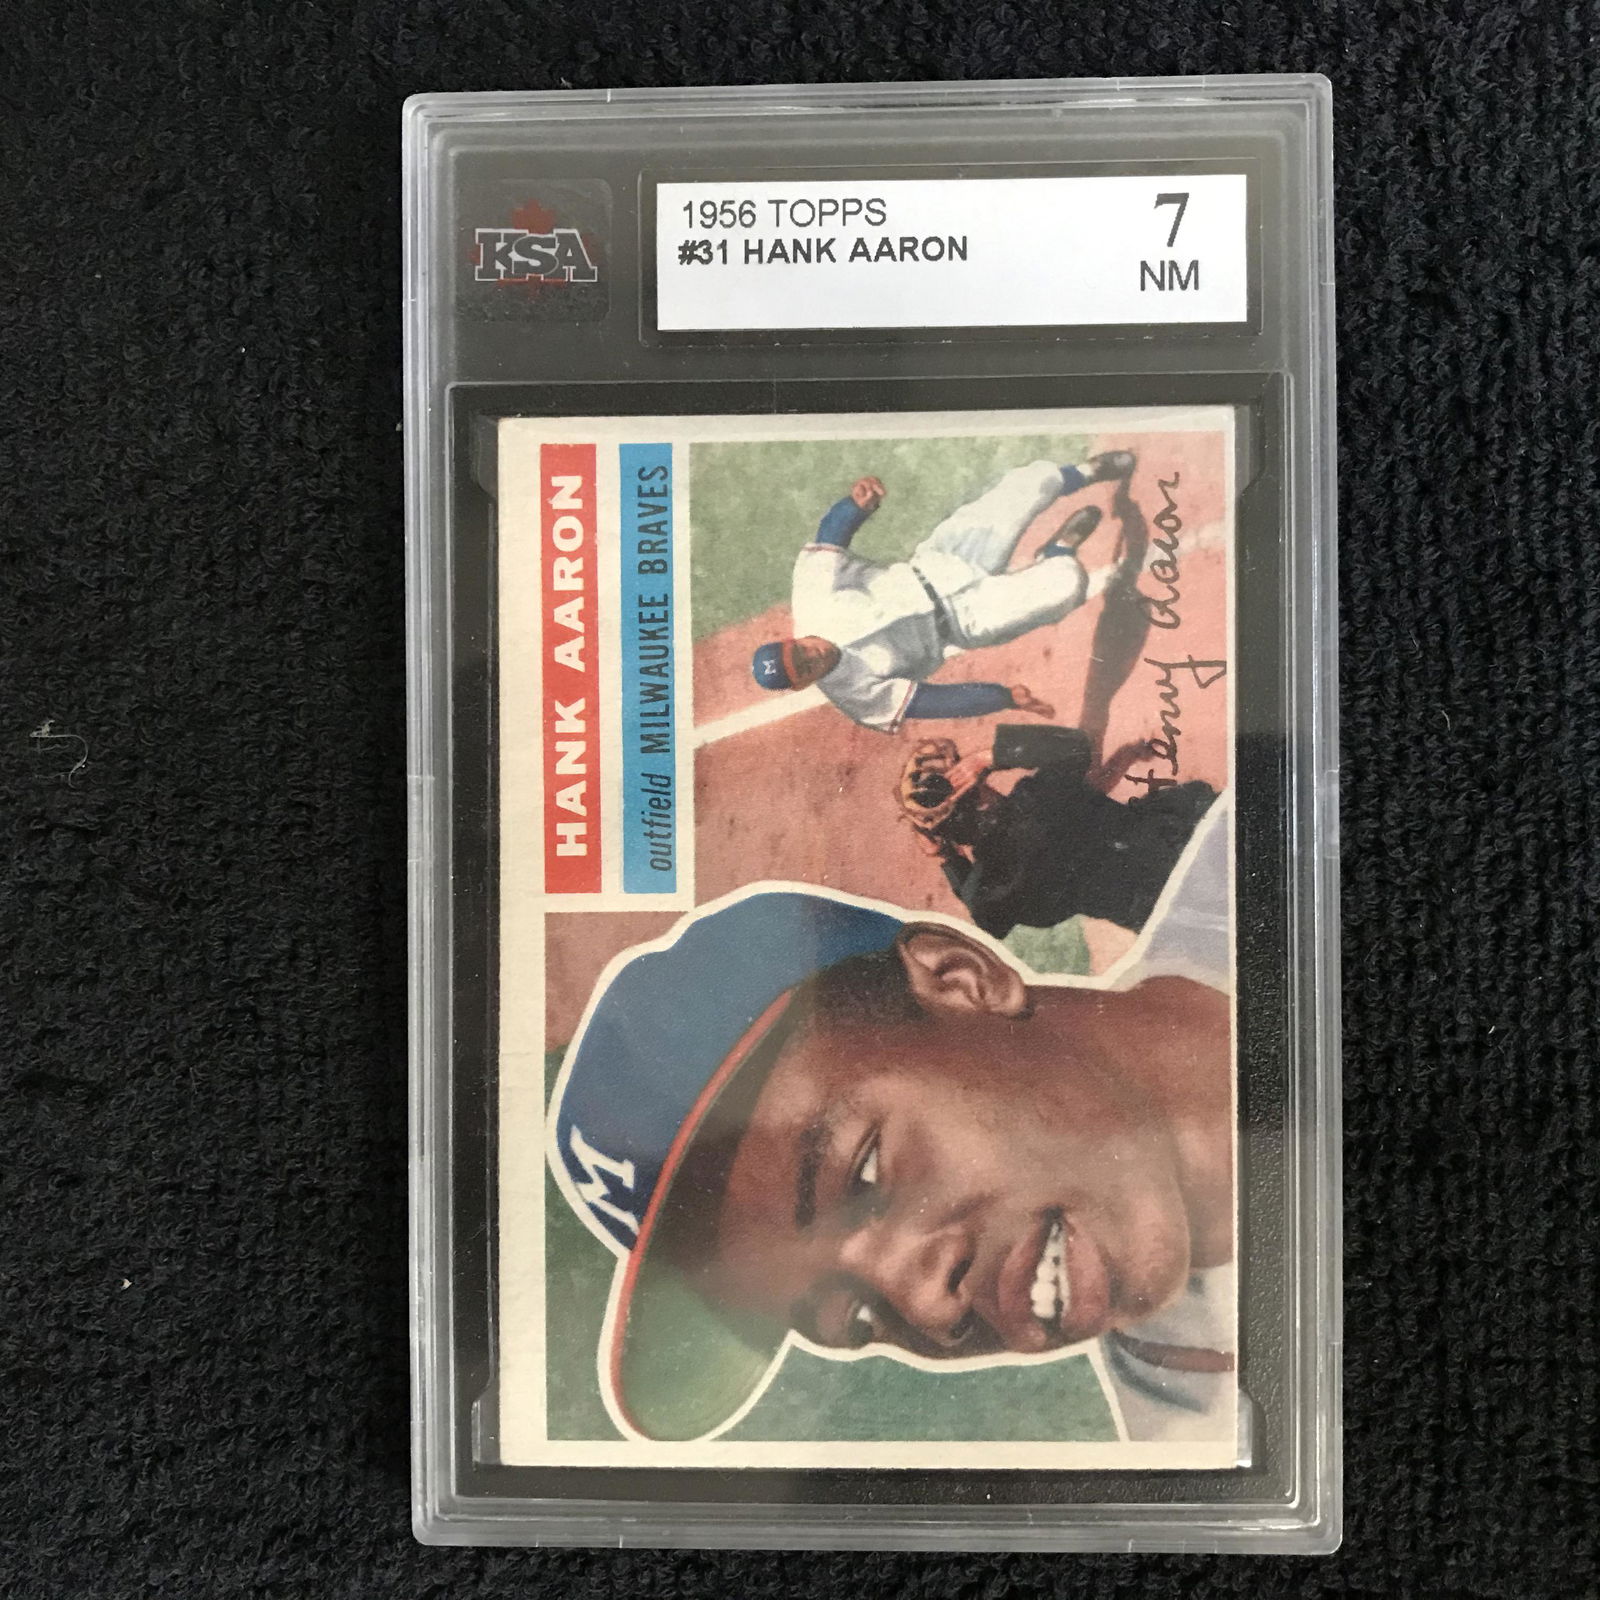 KSA
1956 TOPPS
#31 HANK AARON
7
NM
HANK AARON
outfield MILWAUKEE BRAVES
M
Henry Aaron
M